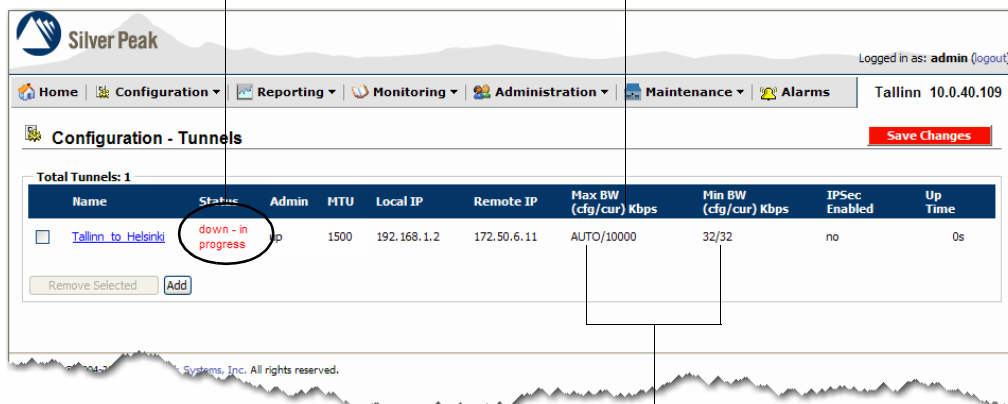 Silver Peak
Logged in as: admin (logout)
Home Configuration Reporting Monitoring Administration Maintenance Alarms Tallinn 10.0.40.109
Configuration - Tunnels
Save Changes
Total Tunnels: 1
Name Status Admin MTU Local IP Remote IP Max BW (cfg/cur) Kbps Min BW (cfg/cur) Kbps IPSec Enabled Up Time
Tallinn_to_Helsinki down - in progress up 1500 192.168.1.2 172.50.6.11 AUTO/10000 32/32 no 0s
Remove Selected Add
Systems, Inc. All rights reserved.